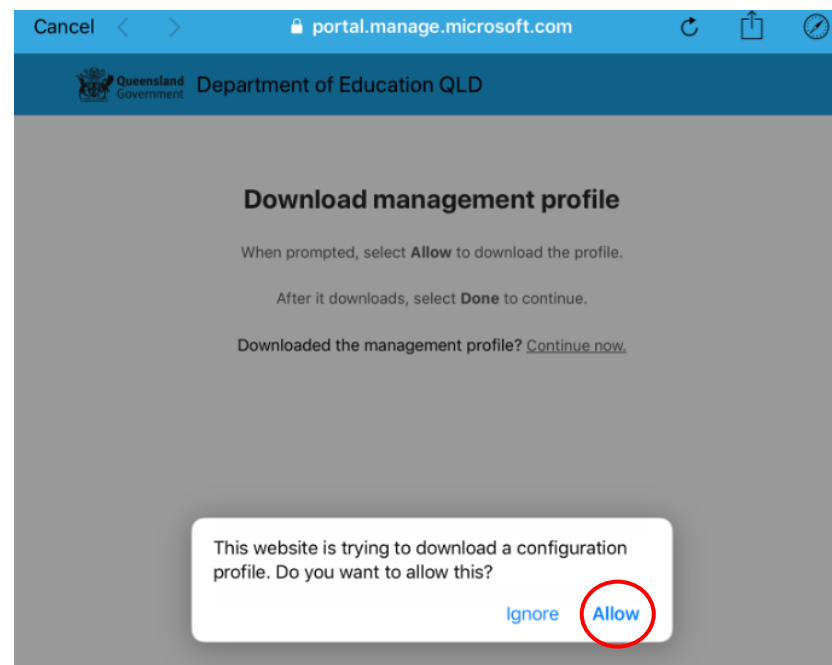 Cancel portal.manage.microsoft.com
Queensland
Government
Department of Education QLD
Download management profile
When prompted, select Allow to download the profile.
After it downloads, select Done to continue.
Downloaded the management profile? Continue now.
This website is trying to download a configuration
profile. Do you want to allow this?
Ignore Allow